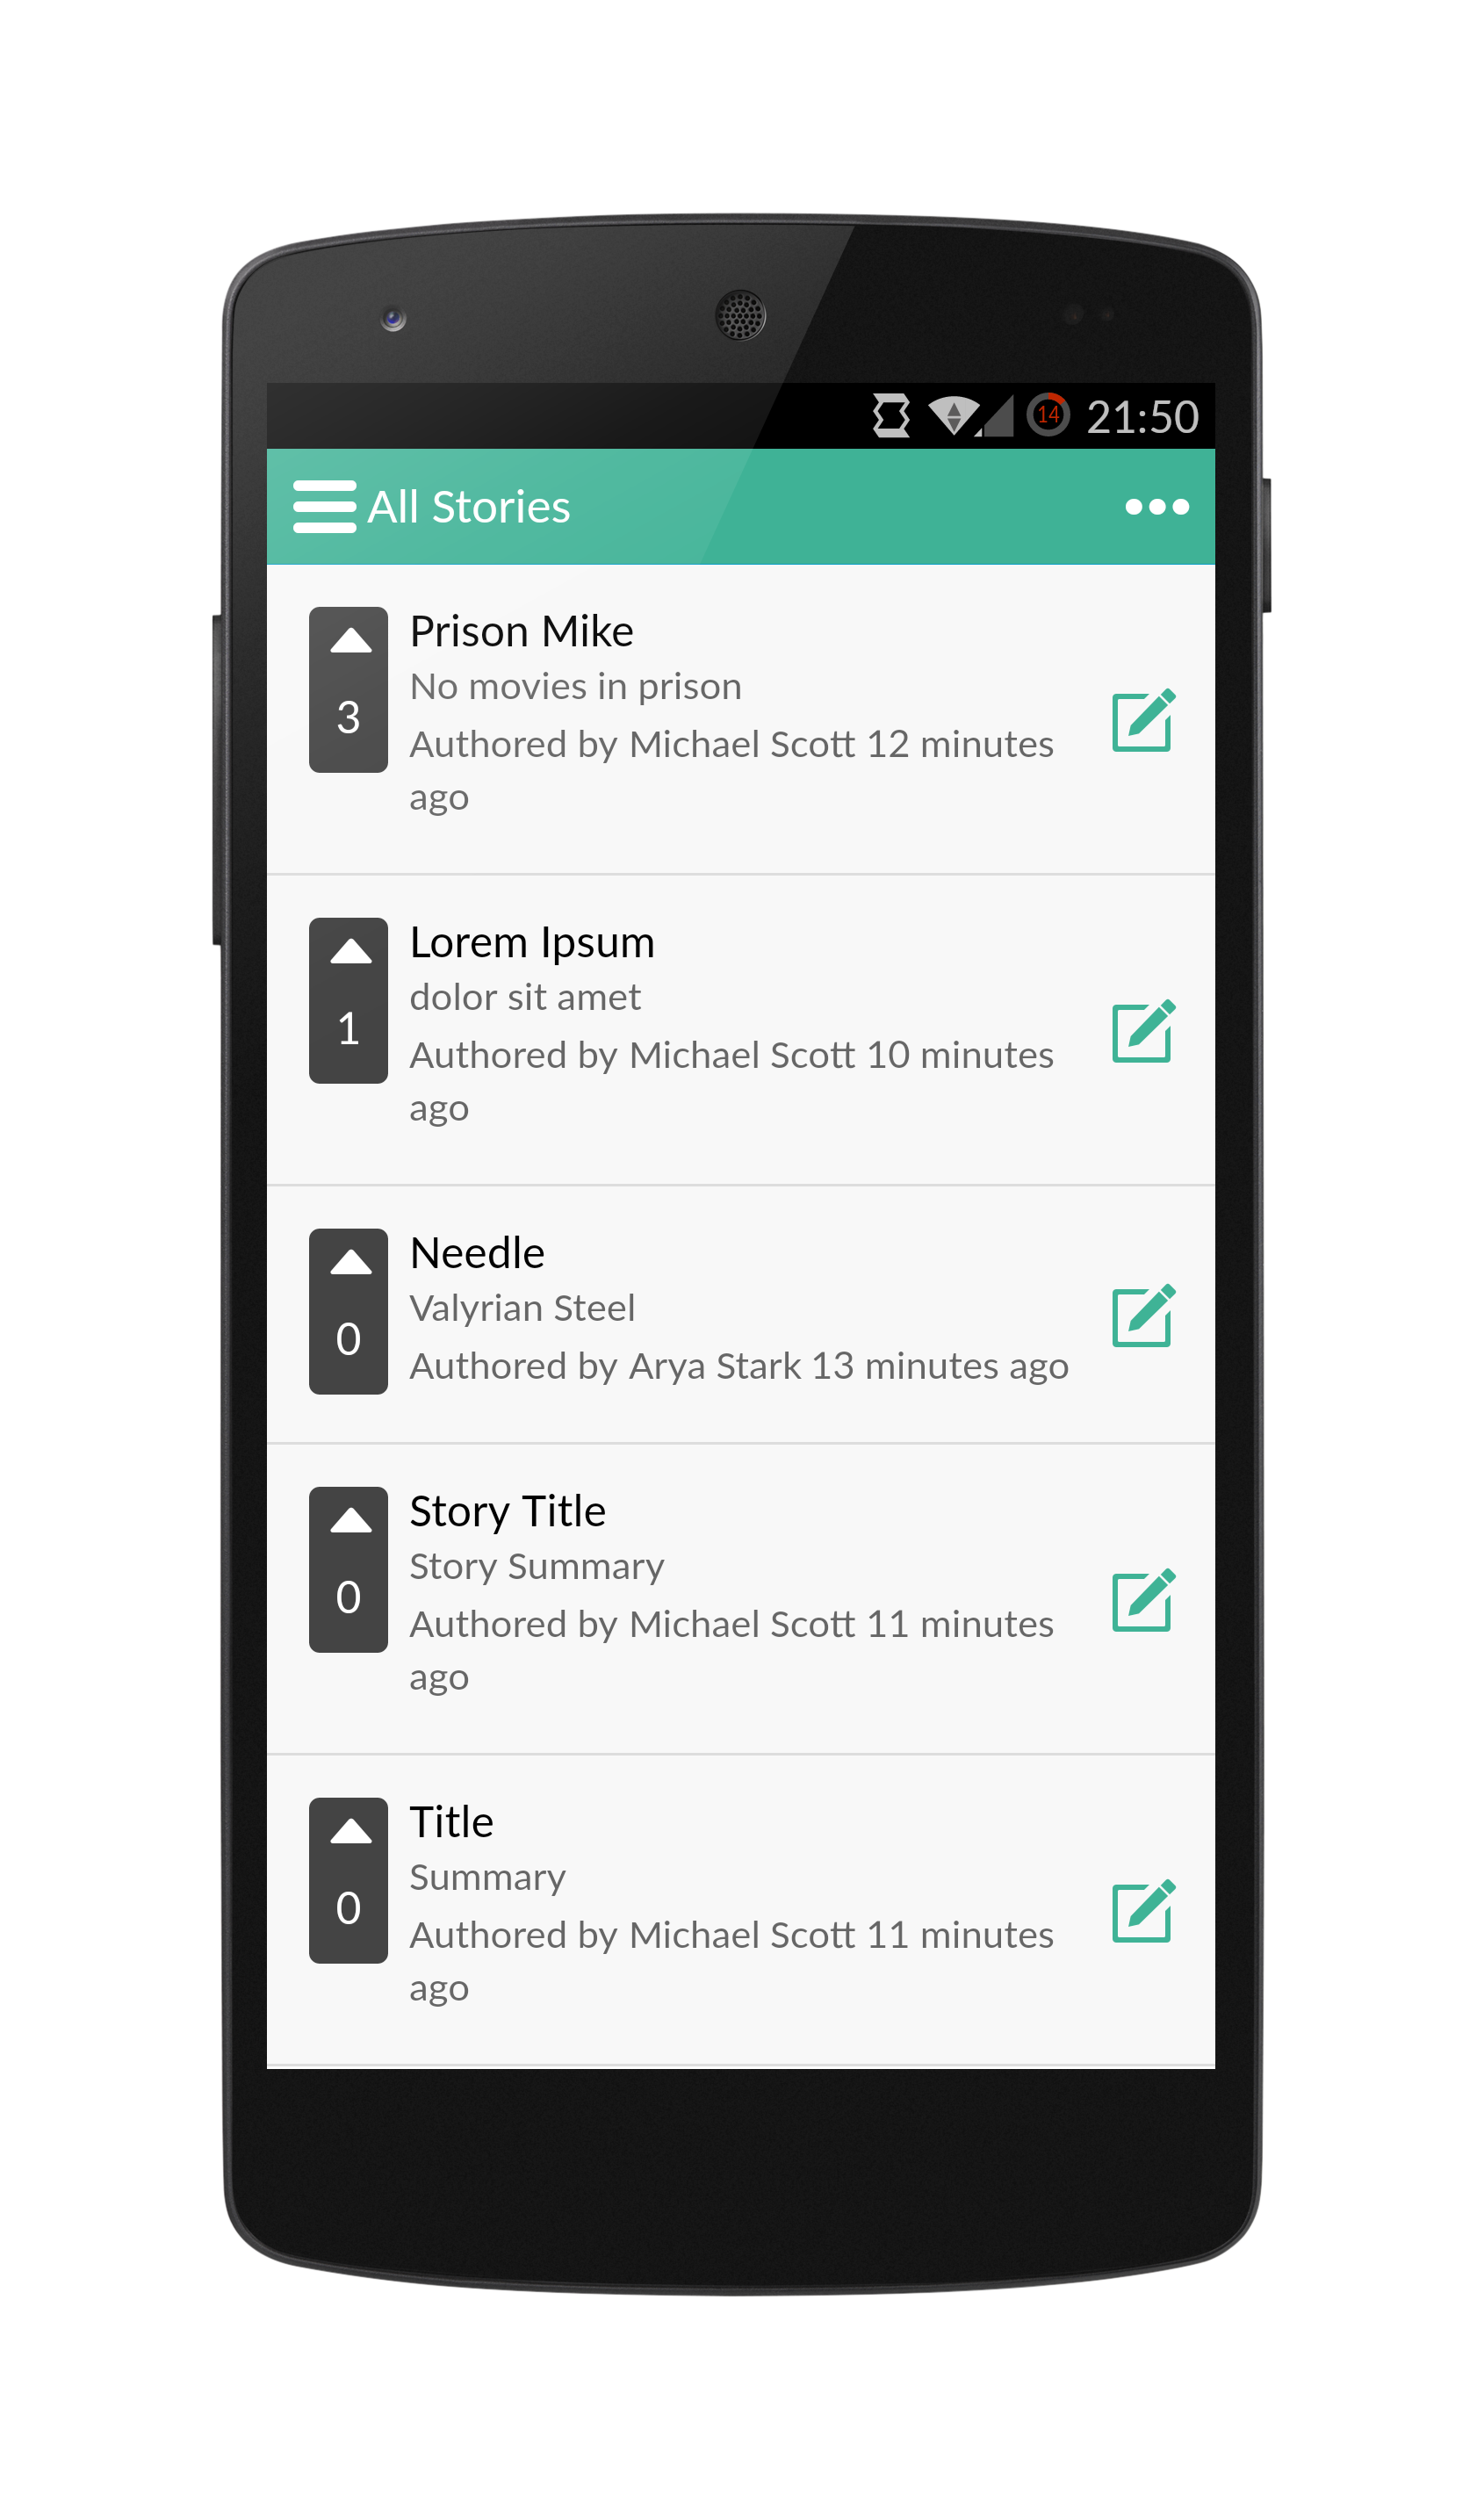 14 21:50
All Stories
Prison Mike
No movies in prison
3
Authored by Michael Scott 12 minutes
ago
Lorem Ipsum
dolor sit amet
1
Authored by Michael Scott 10 minutes
ago
Needle
Valyrian Steel
0
Authored by Arya Stark 13 minutes ago
Story Title
Story Summary
0
Authored by Michael Scott 11 minutes
ago
Title
Summary
0
Authored by Michael Scott 11 minutes
ago